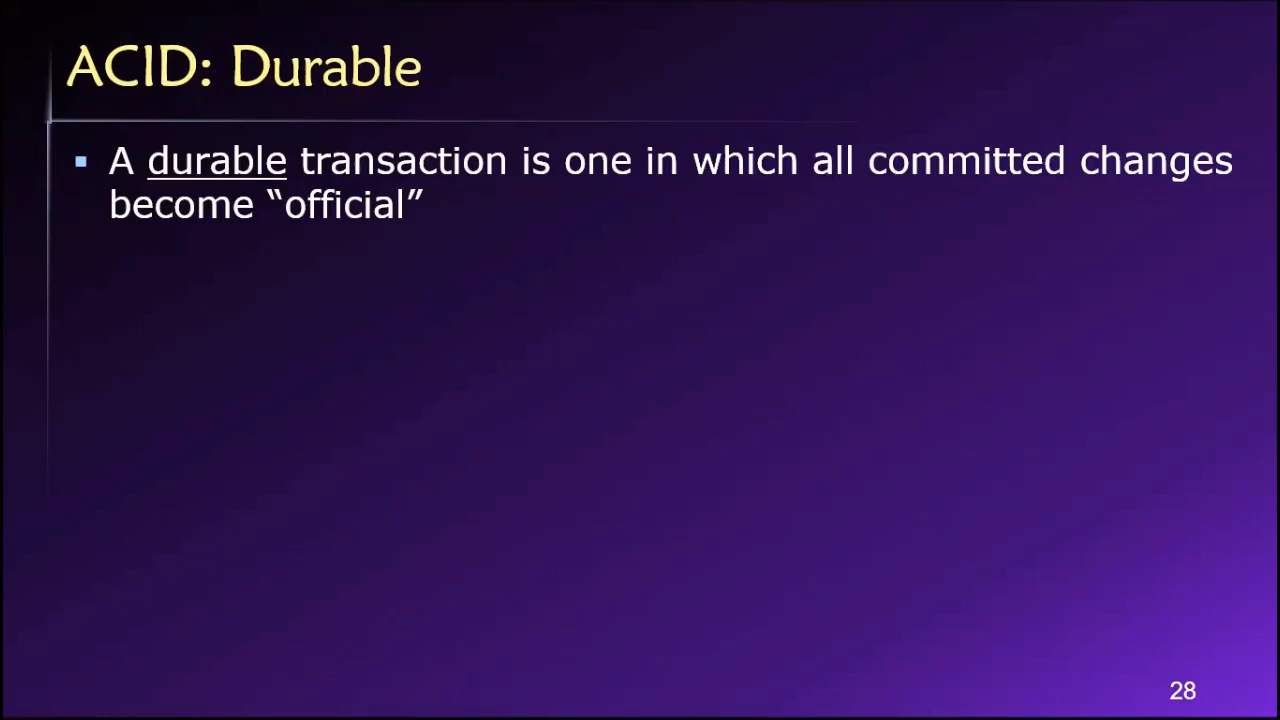 ACID: Durable
▪ A durable transaction is one in which all committed changes
become “official”
28